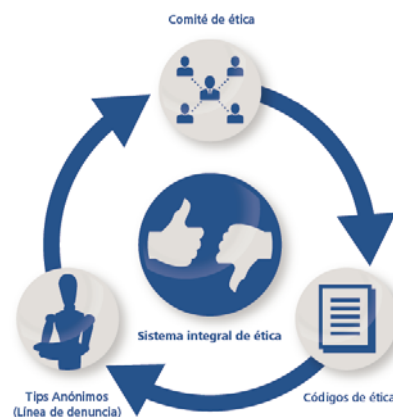 Comité de ética
Sistema integral de ética
Tips Anónimos
(Línea de denuncia)
Códigos de ética